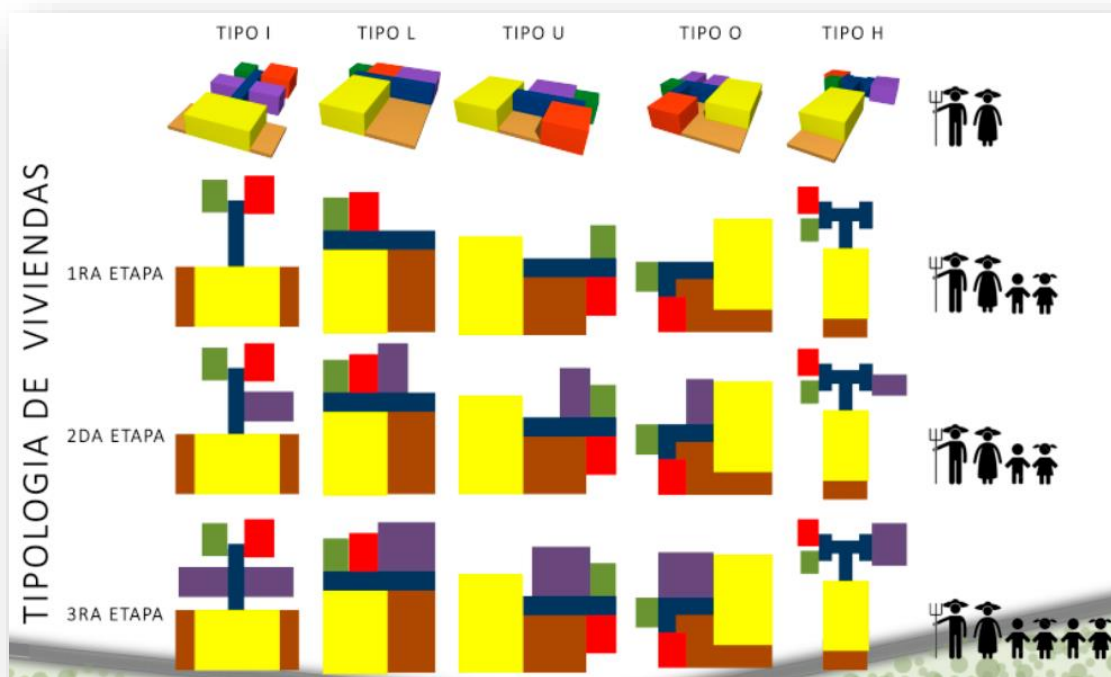 TIPO I
TIPO L
TIPO U
TIPO O
TIPO H
TIPOLOGIA DE VIVIENDAS
1RA ETAPA
2DA ETAPA
3RA ETAPA